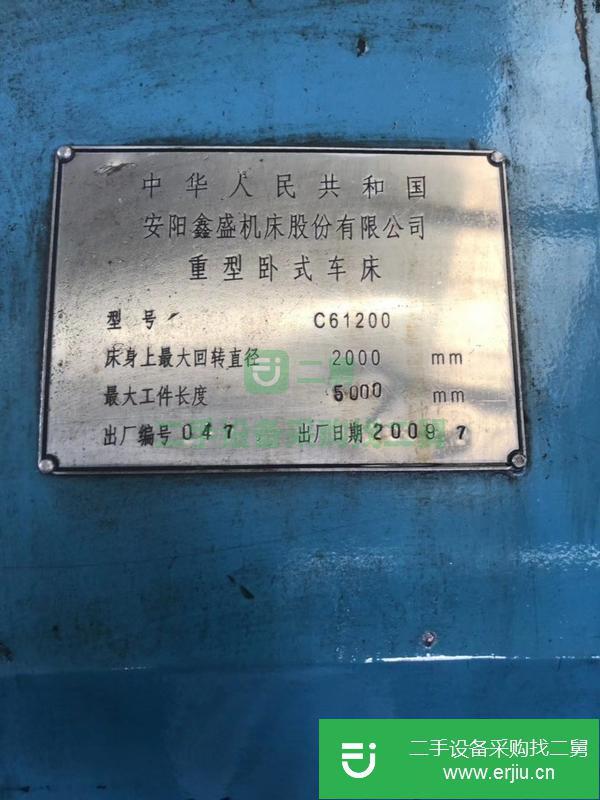 中华人民共和国
安阳鑫盛机床股份有限公司
重型卧式车床
型号 C61200
床身上最大回转直径 2000 mm
最大工件长度 5000 mm
出厂编号 047 出厂日期 2009 7
二舅
二手设备采购找二舅
www.erjiu.cn